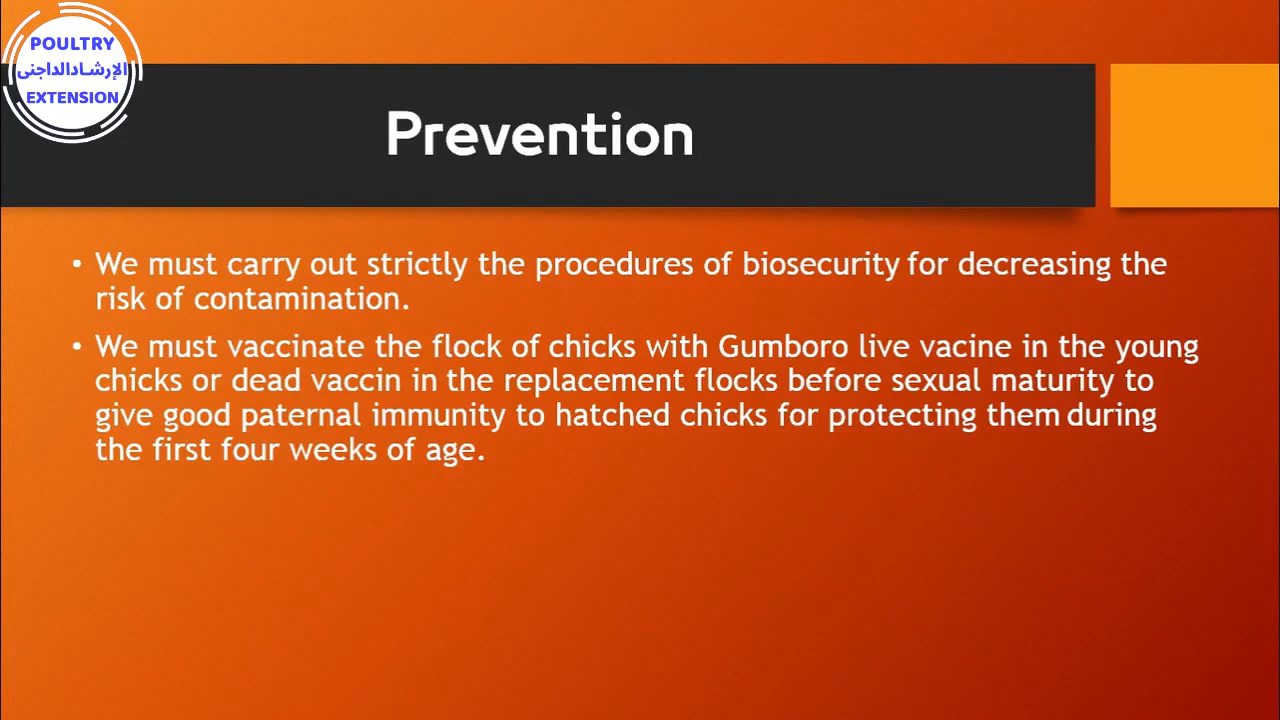 POULTRY
الإرشادالداجنى
EXTENSION
Prevention
• We must carry out strictly the procedures of biosecurity for decreasing the
risk of contamination.
• We must vaccinate the flock of chicks with Gumboro live vacine in the young
chicks or dead vaccin in the replacement flocks before sexual maturity to
give good paternal immunity to hatched chicks for protecting them during
the first four weeks of age.